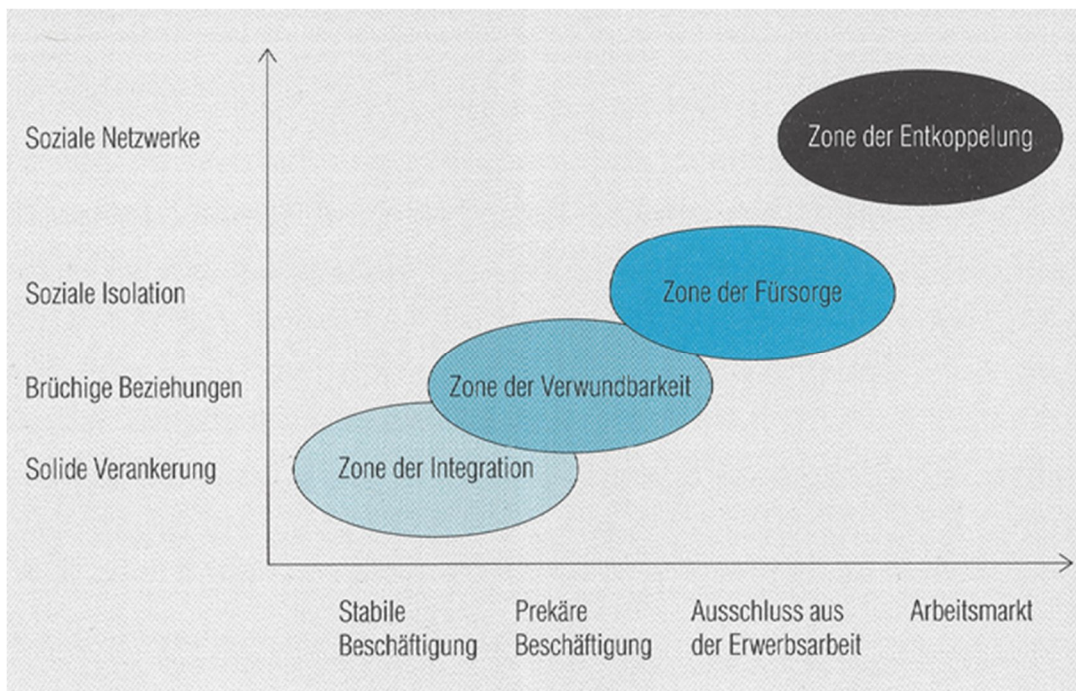 Soziale Netzwerke
Zone der Entkoppelung
Soziale Isolation
Zone der Fürsorge
Brüchige Beziehungen
Zone der Verwundbarkeit
Solide Verankerung
Zone der Integration
Stabile
Beschäftigung
Prekäre
Beschäftigung
Ausschluss aus
der Erwerbsarbeit
Arbeitsmarkt